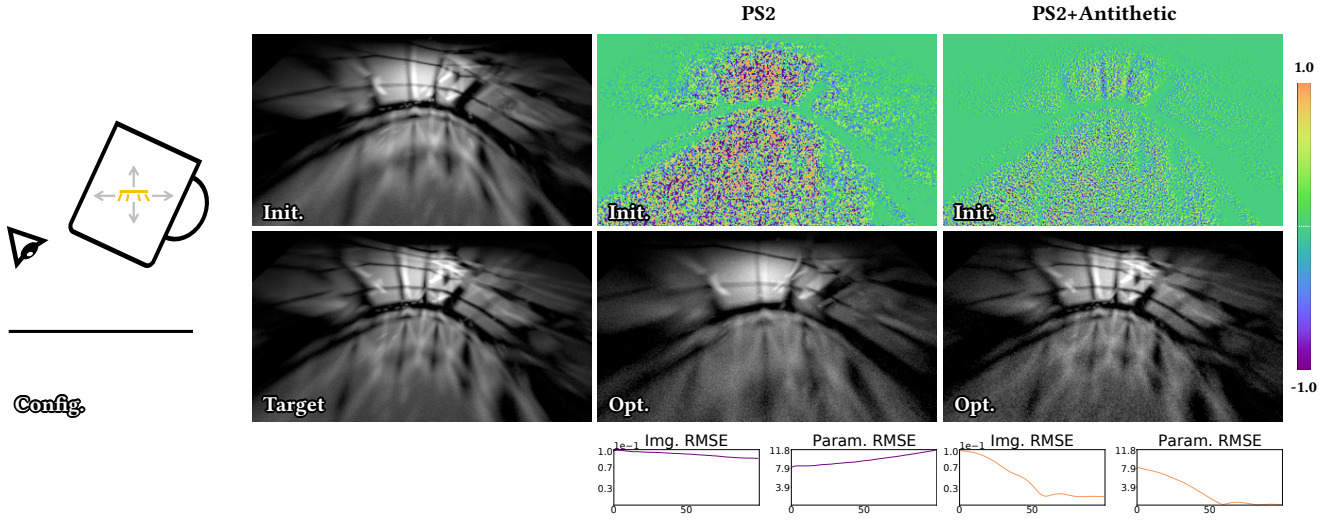 PS2
PS2+Antithetic
Init.
Init.
Init.
1.0
-1.0
Config.
Target
Opt.
Opt.
1e−1 Img. RMSE
1.0
0.7
0.3
0 50
Param. RMSE
11.8
7.9
3.9
0 50
1e−1 Img. RMSE
1.0
0.7
0.3
0 50
Param. RMSE
11.8
7.9
3.9
0 50